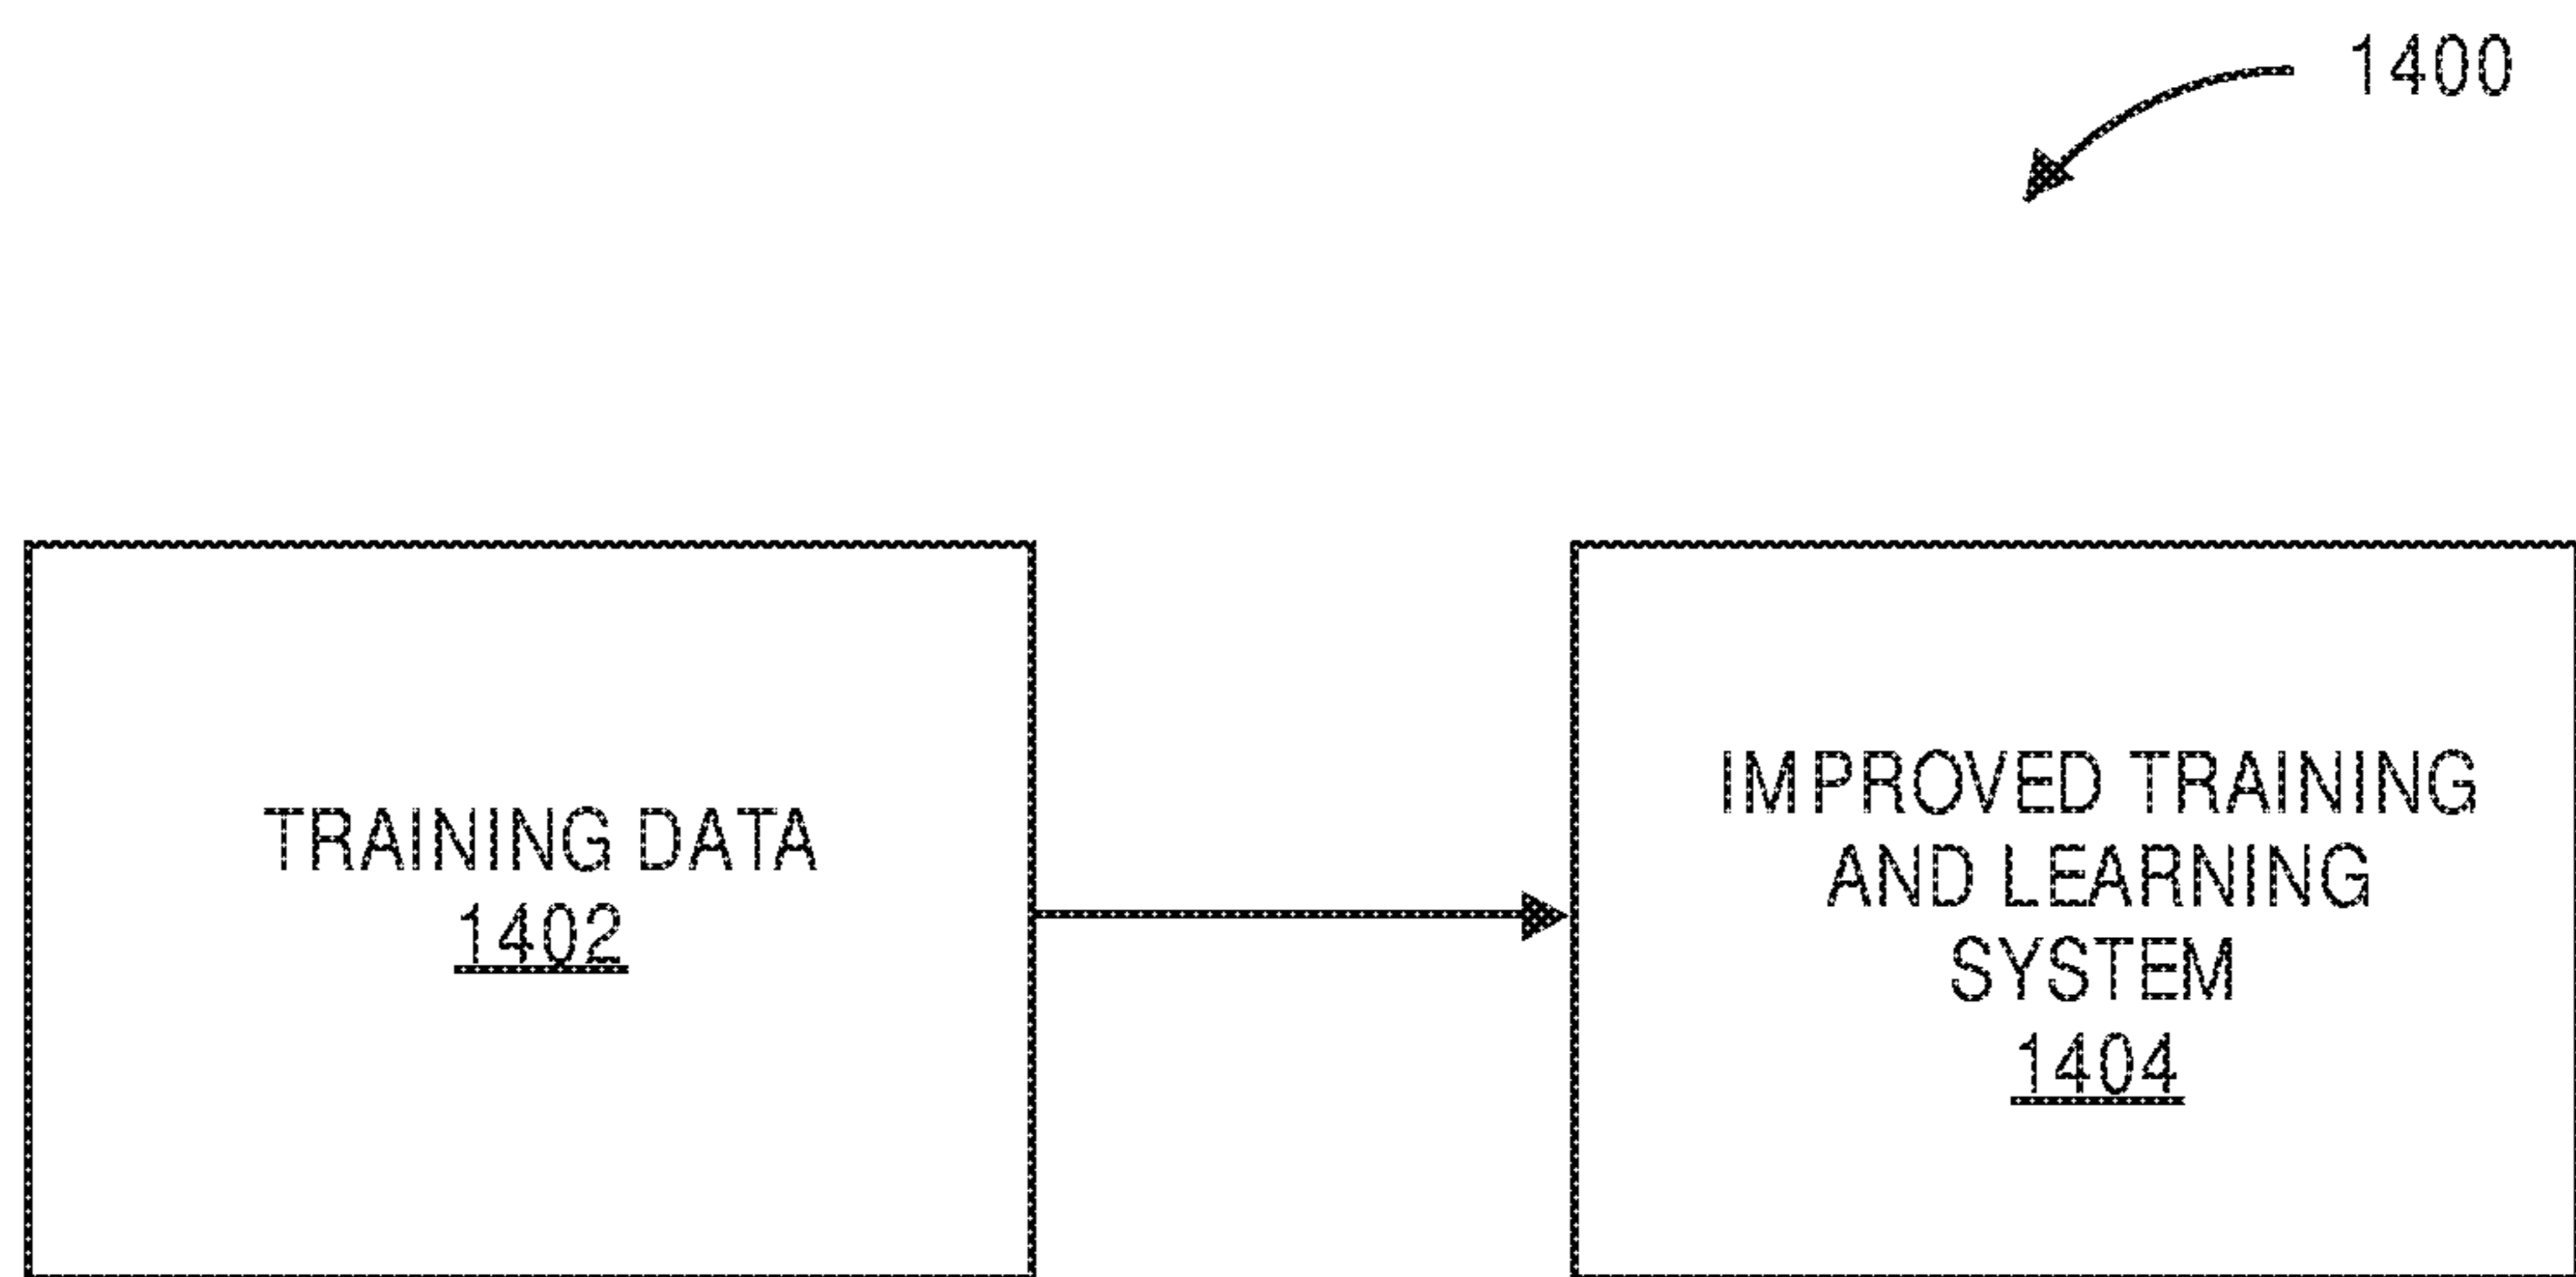 1400
TRAINING DATA
1402
IMPROVED TRAINING
AND LEARNING
SYSTEM
1404